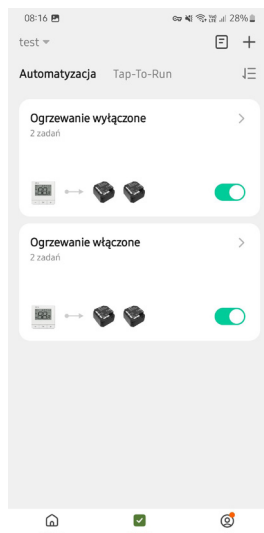 08:16 28%
test
Automatyzacja Tap-To-Run
Ogrzewanie wyłączone
2 zadań
Ogrzewanie włączone
2 zadań